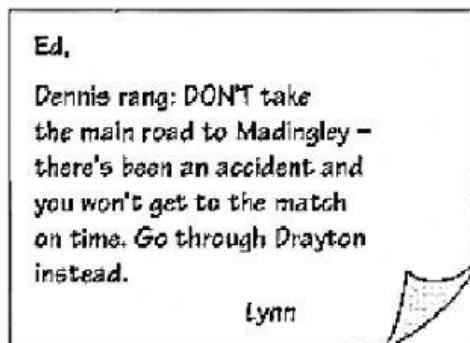 Ed,
Dennis rang: DON'T take
the main road to Madingley –
there's been an accident and
you won't get to the match
on time. Go through Drayton
instead.
Lynn